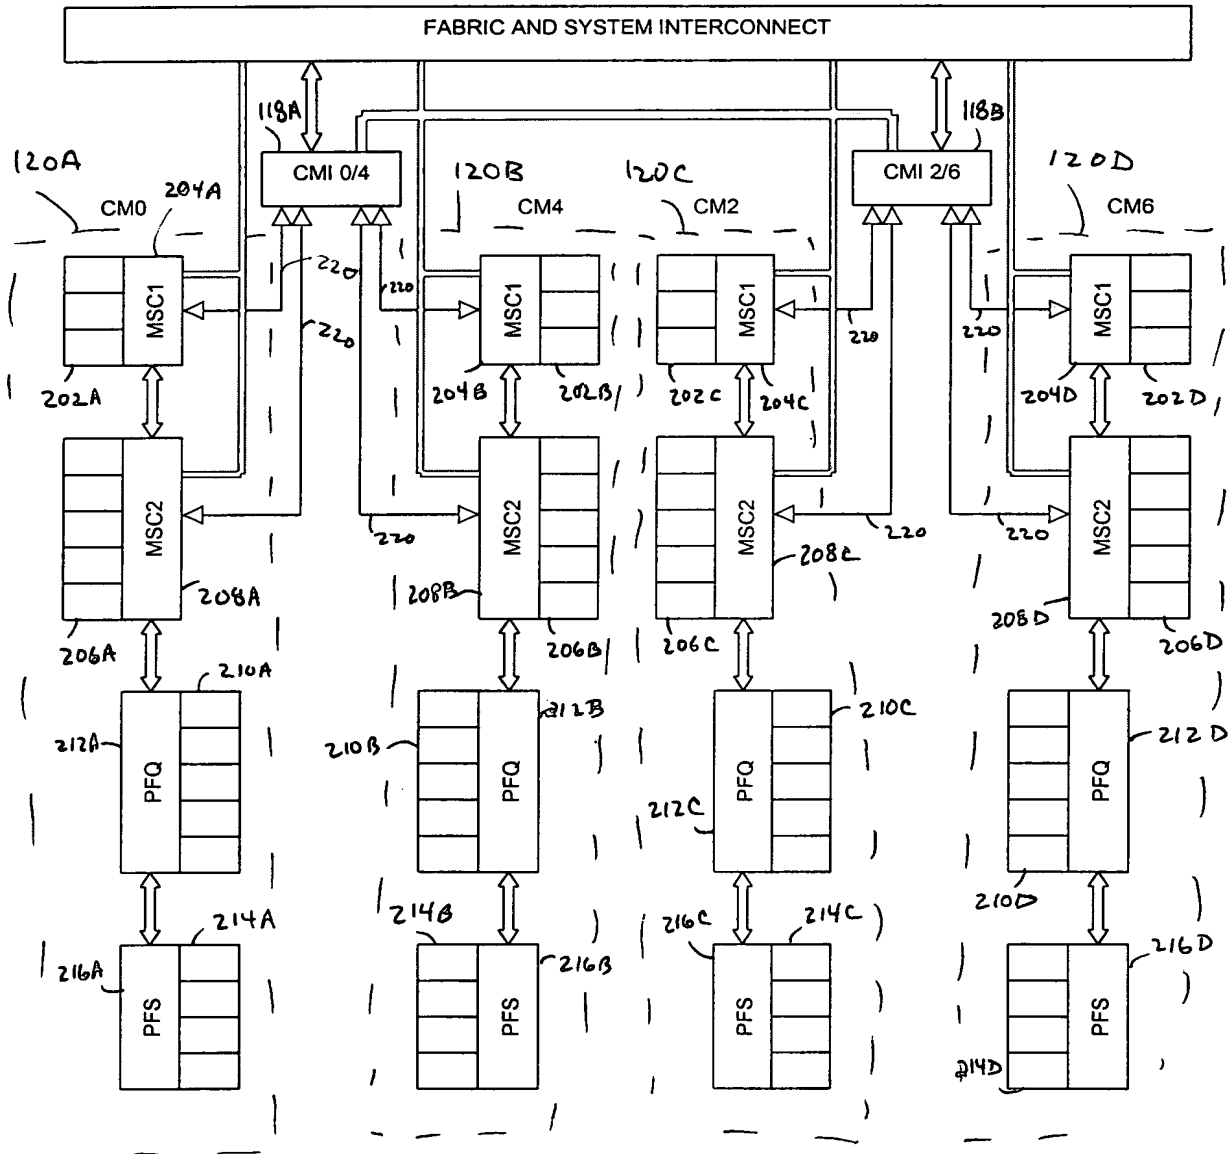 FABRIC AND SYSTEM INTERCONNECT
118A
118B
CMI 0/4
CMI 2/6
120A
120B
120C
120D
CM0
204A
CM4
CM2
CM6
MSC1
220
220
220
MSC1
MSC1
220
220
MSC1
202A
204B
202B
202C
204C
204D
202D
MSC2
MSC2
MSC2
MSC2
220
220
220
208A
208B
208C
208D
206A
206B
206C
206D
210A
212B
210C
212A
210B
212D
PFQ
PFQ
PFQ
PFQ
212C
210D
214A
214B
216C
214C
216A
216B
216D
PFS
PFS
PFS
PFS
214D